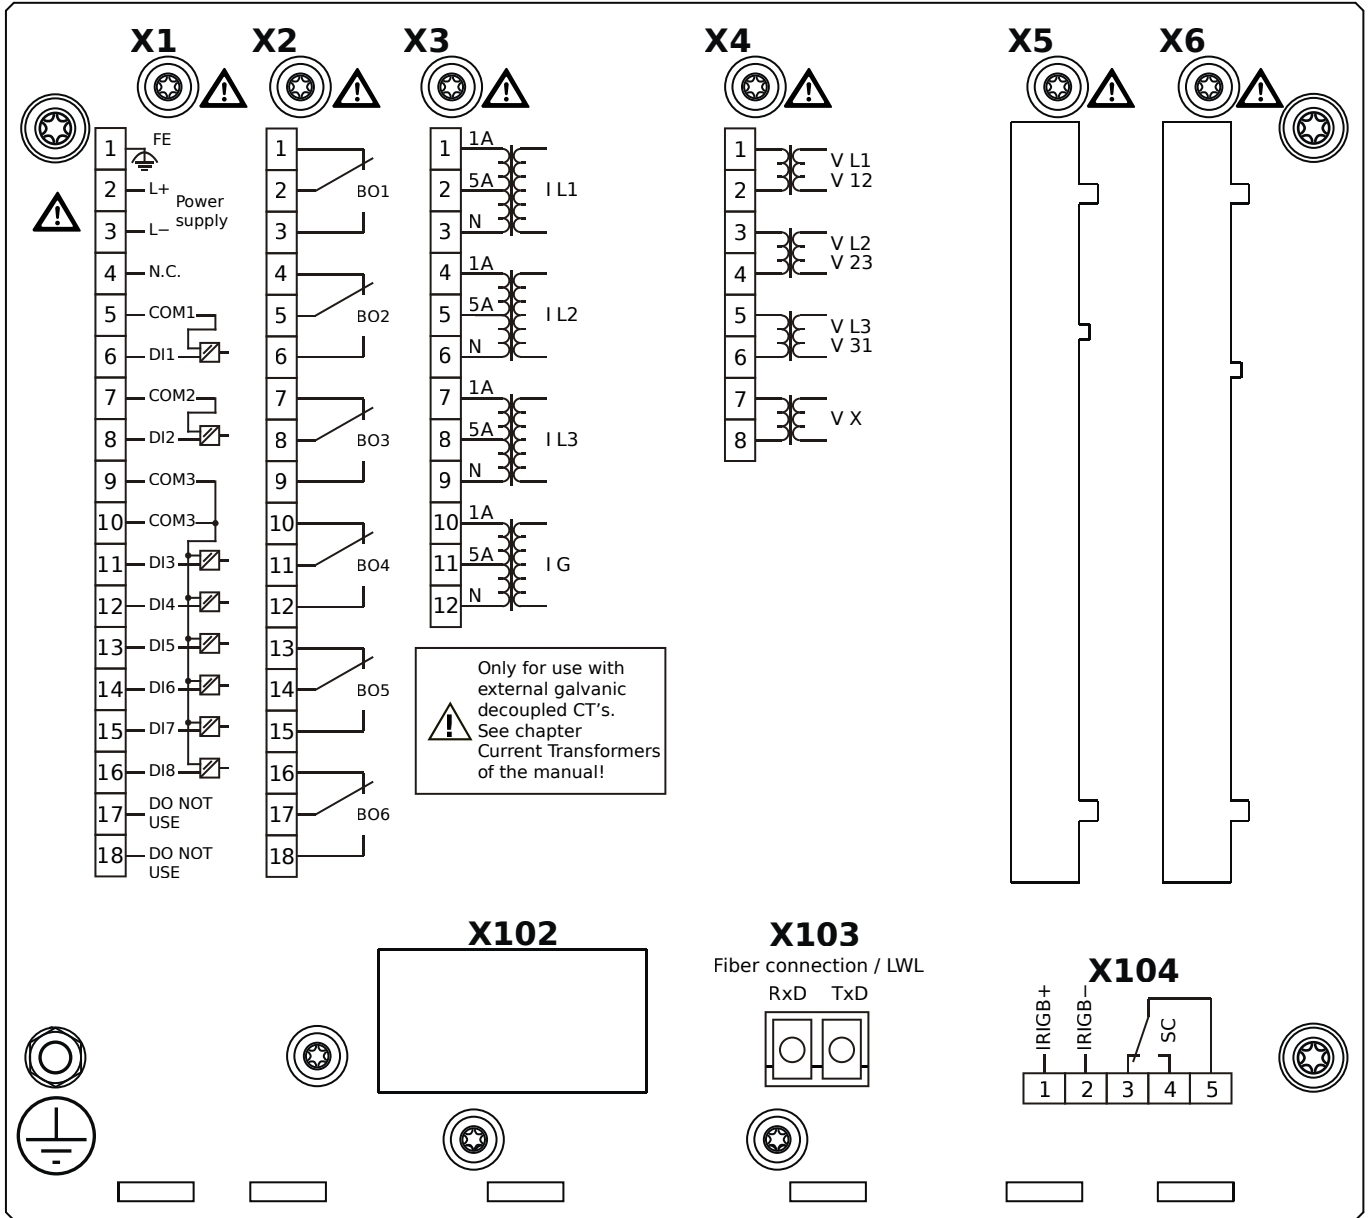 X1
X2
X3
X4
X5
X6
1 FE
2 L+
Power
supply
3 L−
4 N.C.
5 COM1
6 DI1
7 COM2
8 DI2
9 COM3
10 COM3
11 DI3
12 DI4
13 DI5
14 DI6
15 DI7
16 DI8
17 DO NOT
USE
18 DO NOT
USE
1
2 BO1
3
4
5 BO2
6
7
8 BO3
9
10
11 BO4
12
13
14 BO5
15
16
17 BO6
18
1 1A
2 5A I L1
3 N
4 1A
5 5A I L2
6 N
7 1A
8 5A I L3
9 N
10 1A
11 5A I G
12 N
Only for use with
external galvanic
decoupled CT's.
See chapter
Current Transformers
of the manual!
1 V L1
2 V 12
3 V L2
4 V 23
5 V L3
6 V 31
7 V X
8
X102
X103
Fiber connection / LWL
RxD TxD
X104
IRIGB+
IRIGB−
SC
1 2 3 4 5